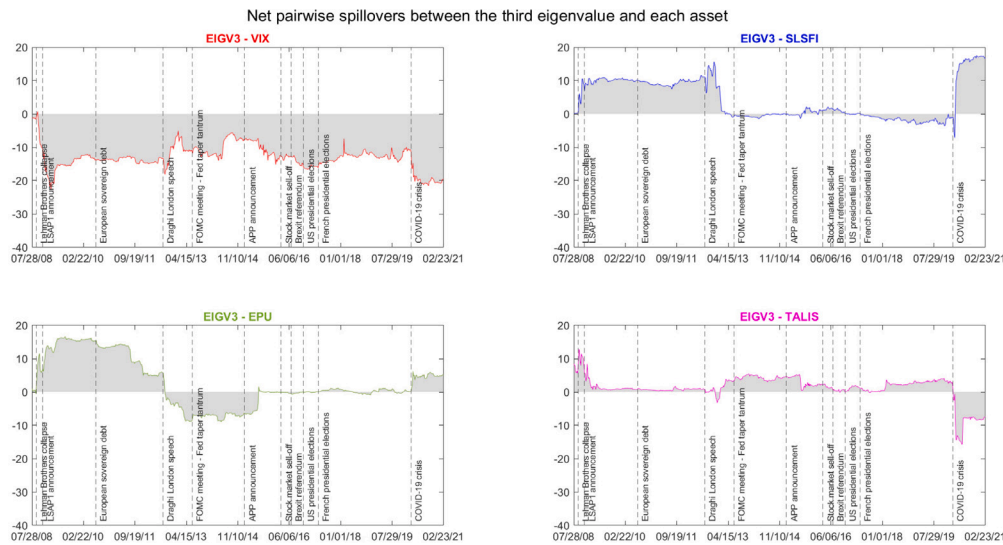 Net pairwise spillovers between the third eigenvalue and each asset
EIGV3 - VIX
20
10
0
-10
-20
-30
-40
Lehman Brothers collapse
LSAP1 announcement
European sovereign debt
Draghi London speech
FOMC meeting - Fed taper tantrum
APP announcement
Stock market sell-off
Brexit referendum
US presidential elections
French presidential elections
COVID-19 crisis
07/28/08 02/22/10 09/19/11 04/15/13 11/10/14 06/06/16 01/01/18 07/29/19 02/23/21
EIGV3 - SLSFI
20
10
0
-10
-20
-30
-40
Lehman Brothers collapse
LSAP1 announcement
European sovereign debt
Draghi London speech
FOMC meeting - Fed taper tantrum
APP announcement
Stock market sell-off
Brexit referendum
US presidential elections
French presidential elections
COVID-19 crisis
07/28/08 02/22/10 09/19/11 04/15/13 11/10/14 06/06/16 01/01/18 07/29/19 02/23/21
EIGV3 - EPU
20
10
0
-10
-20
-30
-40
Lehman Brothers collapse
LSAP1 announcement
European sovereign debt
Draghi London speech
FOMC meeting - Fed taper tantrum
APP announcement
Stock market sell-off
Brexit referendum
US presidential elections
French presidential elections
COVID-19 crisis
07/28/08 02/22/10 09/19/11 04/15/13 11/10/14 06/06/16 01/01/18 07/29/19 02/23/21
EIGV3 - TALIS
20
10
0
-10
-20
-30
-40
Lehman Brothers collapse
LSAP1 announcement
European sovereign debt
Draghi London speech
FOMC meeting - Fed taper tantrum
APP announcement
Stock market sell-off
Brexit referendum
US presidential elections
French presidential elections
COVID-19 crisis
07/28/08 02/22/10 09/19/11 04/15/13 11/10/14 06/06/16 01/01/18 07/29/19 02/23/21